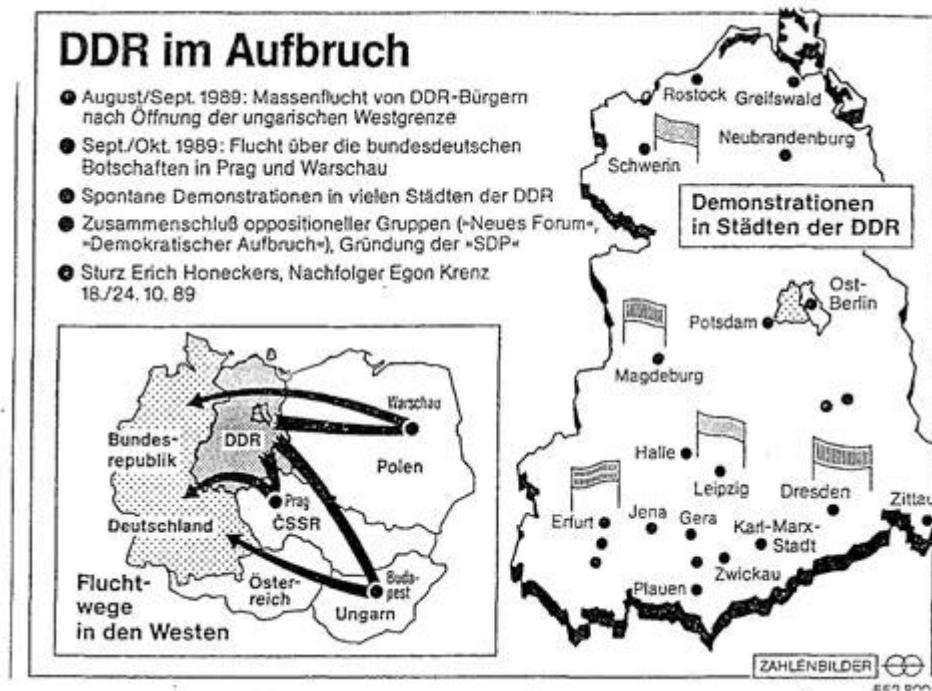 DDR im Aufbruch
August/Sept. 1989: Massenflucht von DDR-Bürgern
nach Öffnung der ungarischen Westgrenze
Sept./Okt. 1989: Flucht über die bundesdeutschen
Botschaften in Prag und Warschau
Spontane Demonstrationen in vielen Städten der DDR
Zusammenschluß oppositioneller Gruppen (»Neues Forum«,
»Demokratischer Aufbruch«), Gründung der »SDP«
Sturz Erich Honeckers, Nachfolger Egon Krenz
18./24. 10. 89
Warschau
Bundes-
republik
DDR
Polen
Prag
ČSSR
Deutschland
Flucht-
wege
in den Westen
Öster-
reich
Buda-
pest
Ungarn
Rostock
Greifswald
Neubrandenburg
Schwerin
Demonstrationen
in Städten der DDR
Ost-
Berlin
Potsdam
Magdeburg
Halle
Leipzig
Dresden
Zittau
Erfurt
Jena
Gera
Karl-Marx-
Stadt
Zwickau
Plauen
ZAHLENBILDER